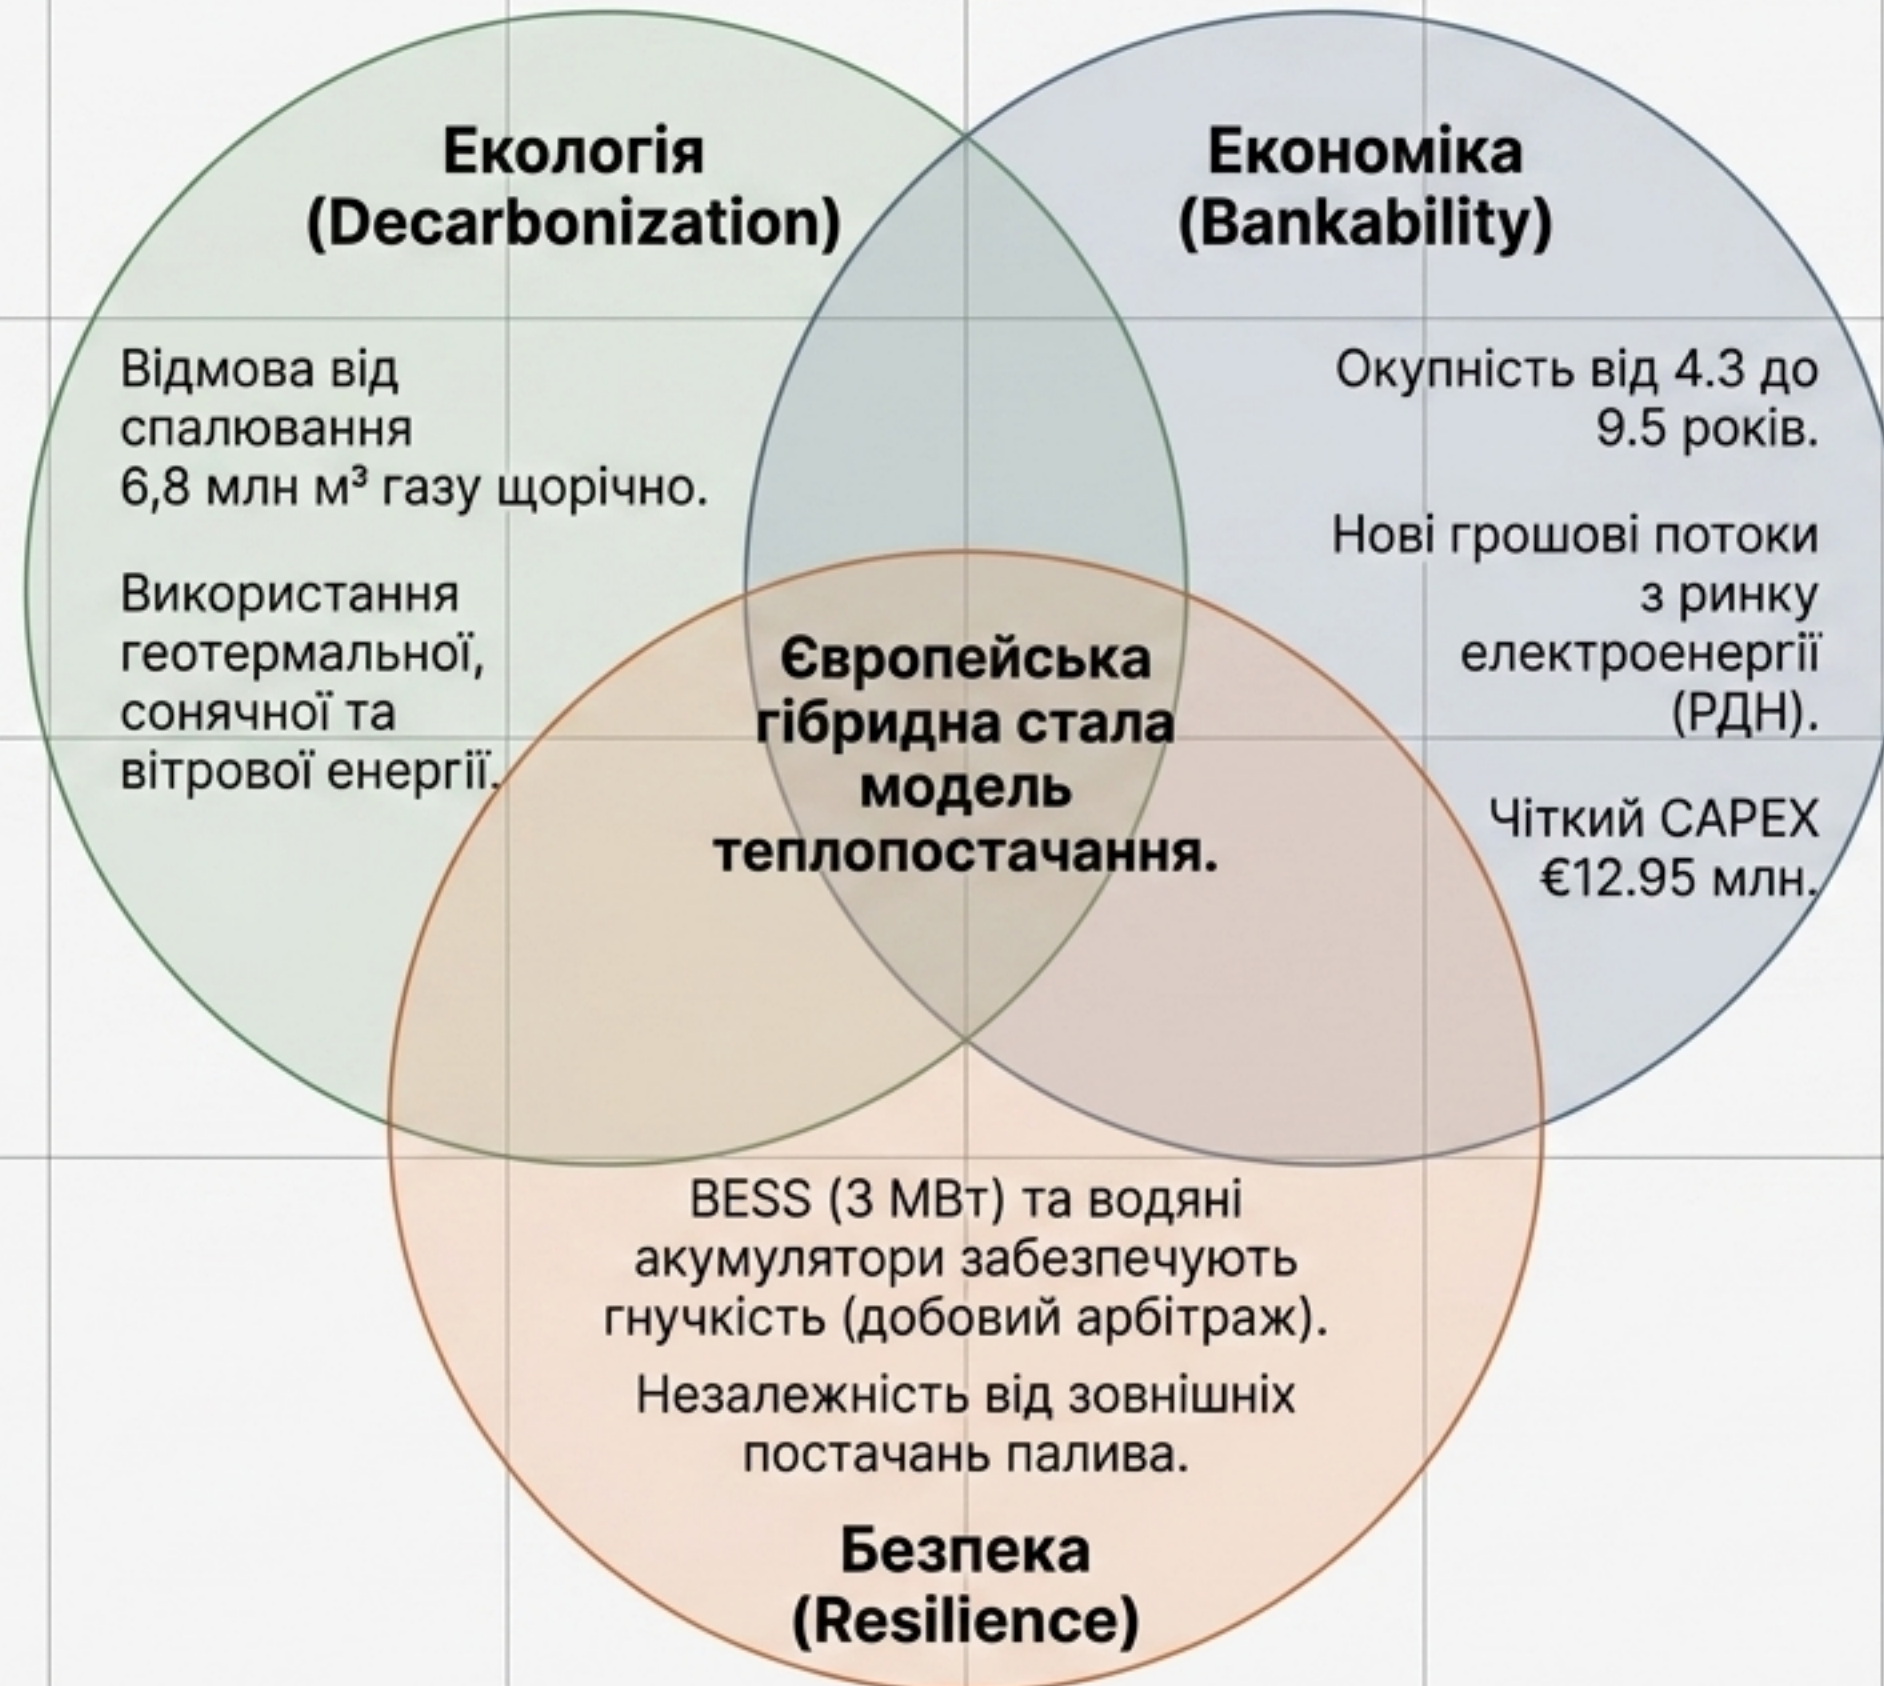 Екологія
(Decarbonization)
Відмова від
спалювання
6,8 млн м³ газу щорічно.
Використання
геотермальної,
сонячної та
вітрової енергії.
Економіка
(Bankability)
Окупність від 4.3 до
9.5 років.
Нові грошові потоки
з ринку
електроенергії
(РДН).
Чіткий CAPEX
€12.95 млн.
Європейська
гібридна стала
модель
теплопостачання.
BESS (3 МВт) та водяні
акумулятори забезпечують
гнучкість (добовий арбітраж).
Незалежність від зовнішніх
постачань палива.
Безпека
(Resilience)